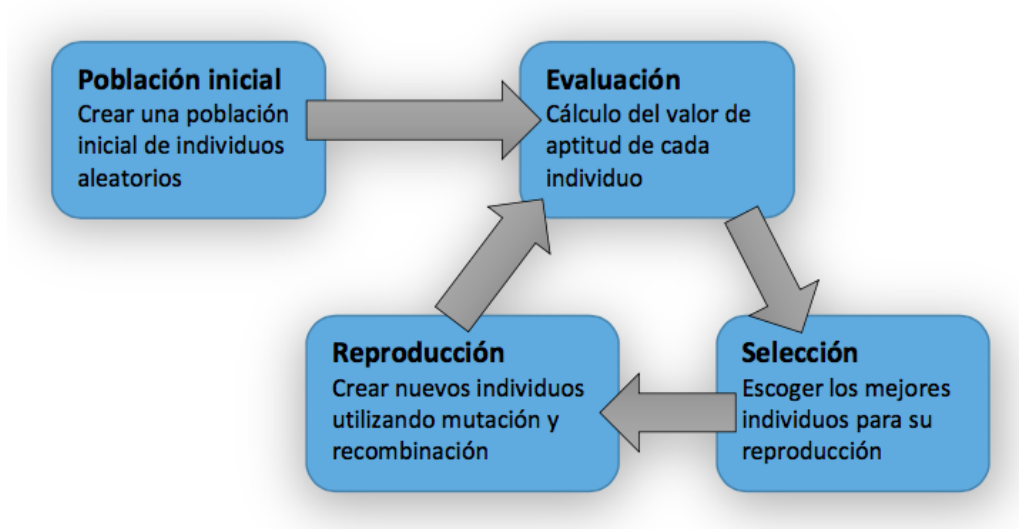 Población inicial
Crear una población
inicial de individuos
aleatorios
Evaluación
Cálculo del valor de
aptitud de cada
individuo
Reproducción
Crear nuevos individuos
utilizando mutación y
recombinación
Selección
Escoger los mejores
individuos para su
reproducción